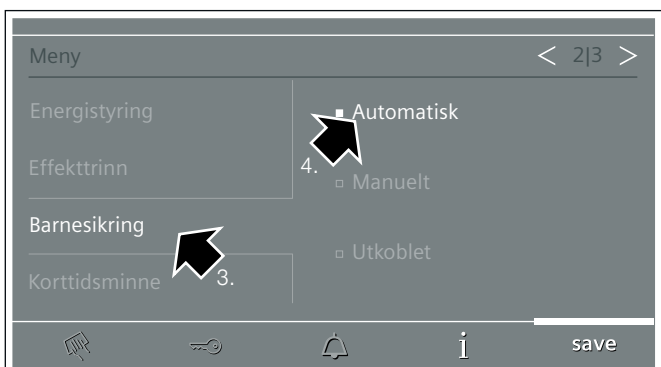 Meny
< 2|3 >
Energistyring
Effekttrinn
Barnesikring
Korttidsminne
3.
4.
Automatisk
Manuelt
Utkoblet
i
save